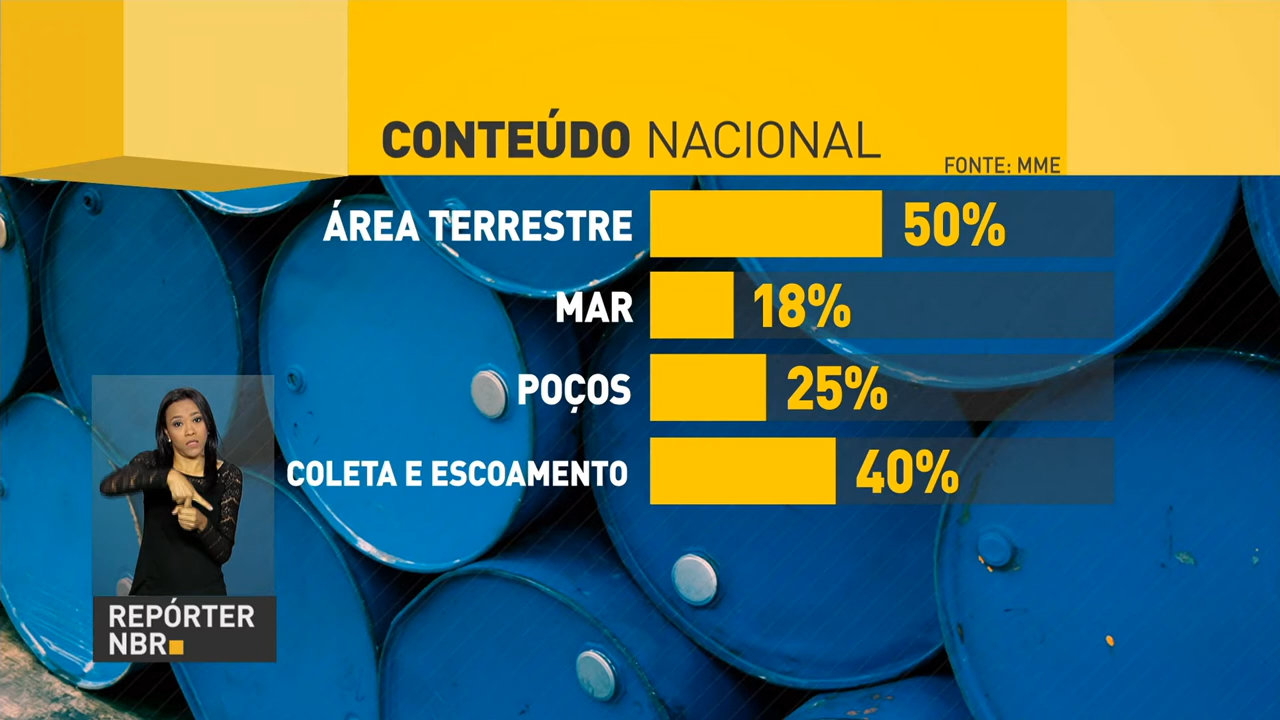 CONTEÚDO NACIONAL
FONTE: MME
ÁREA TERRESTRE 50%
MAR 18%
POÇOS 25%
COLETA E ESCOAMENTO 40%
REPÓRTER
NBR